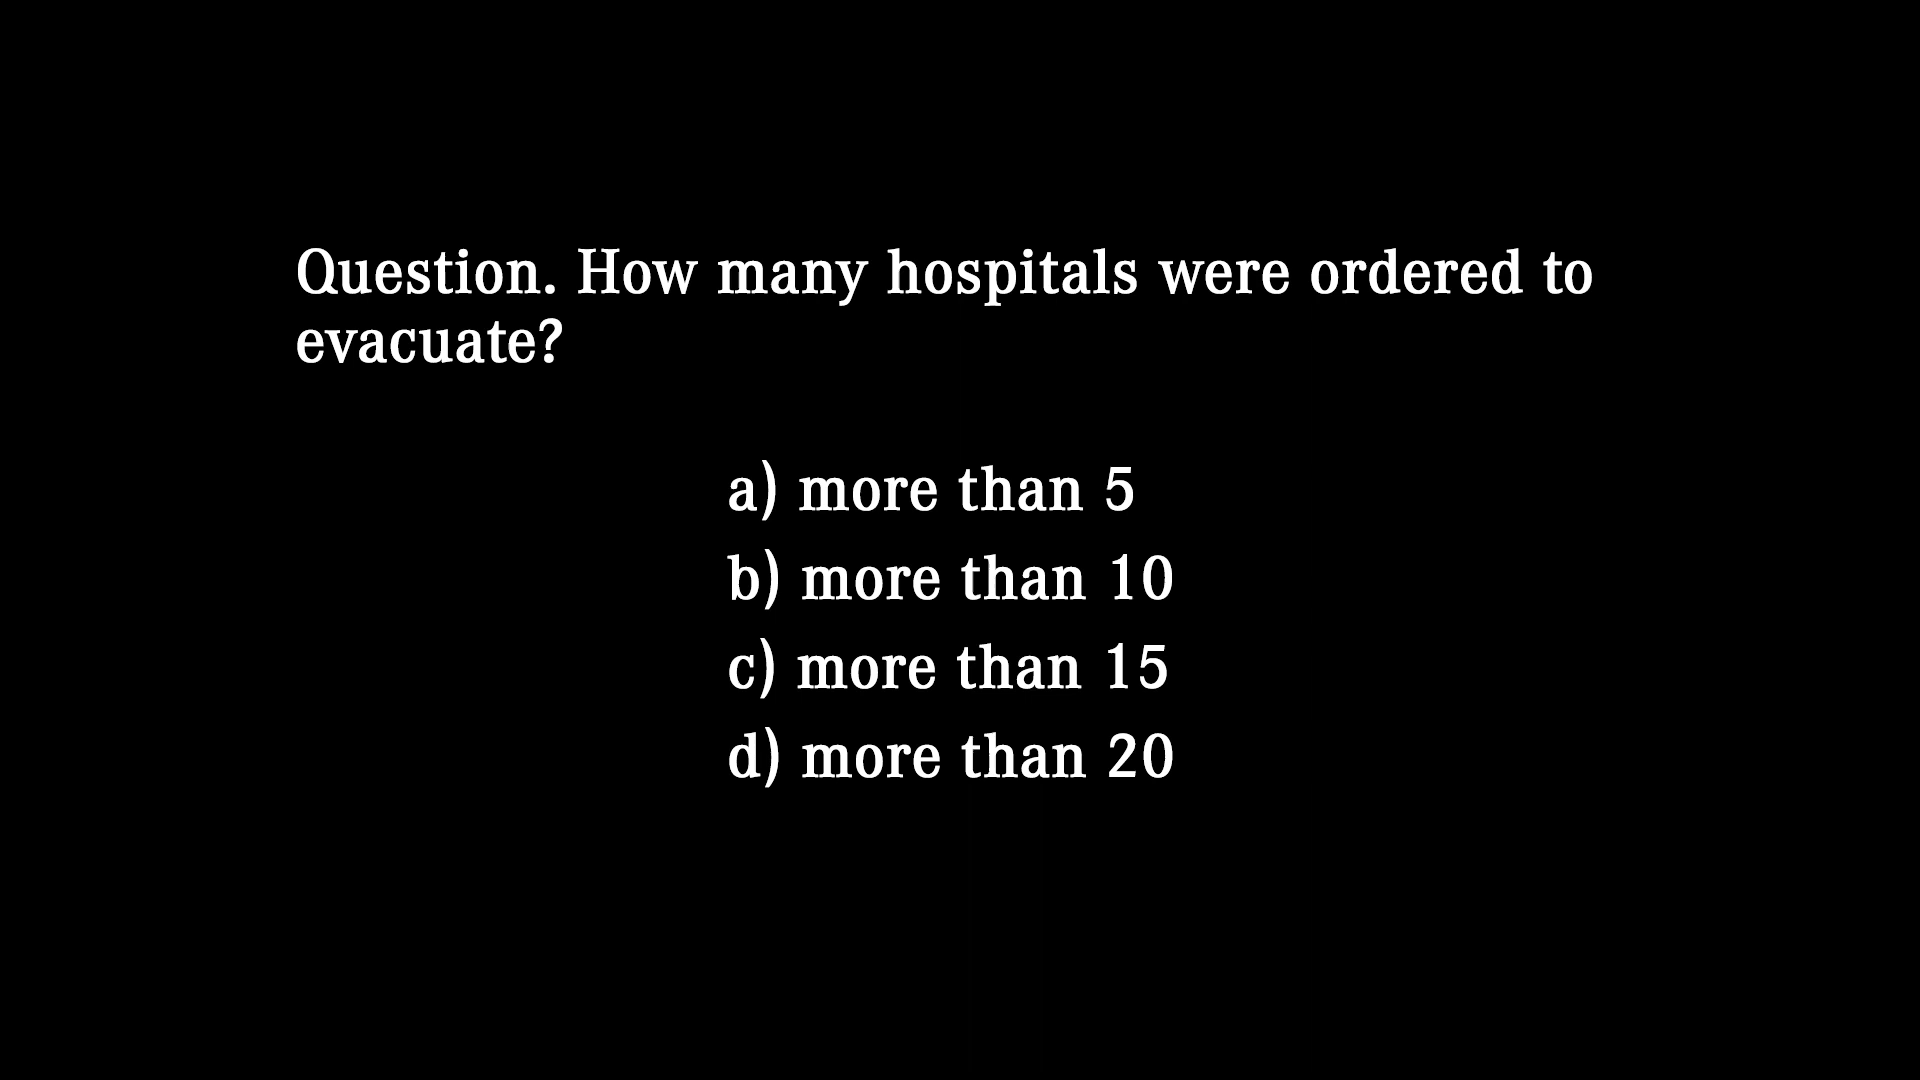 Question. How many hospitals were ordered to
evacuate?
a) more than 5
b) more than 10
c) more than 15
d) more than 20